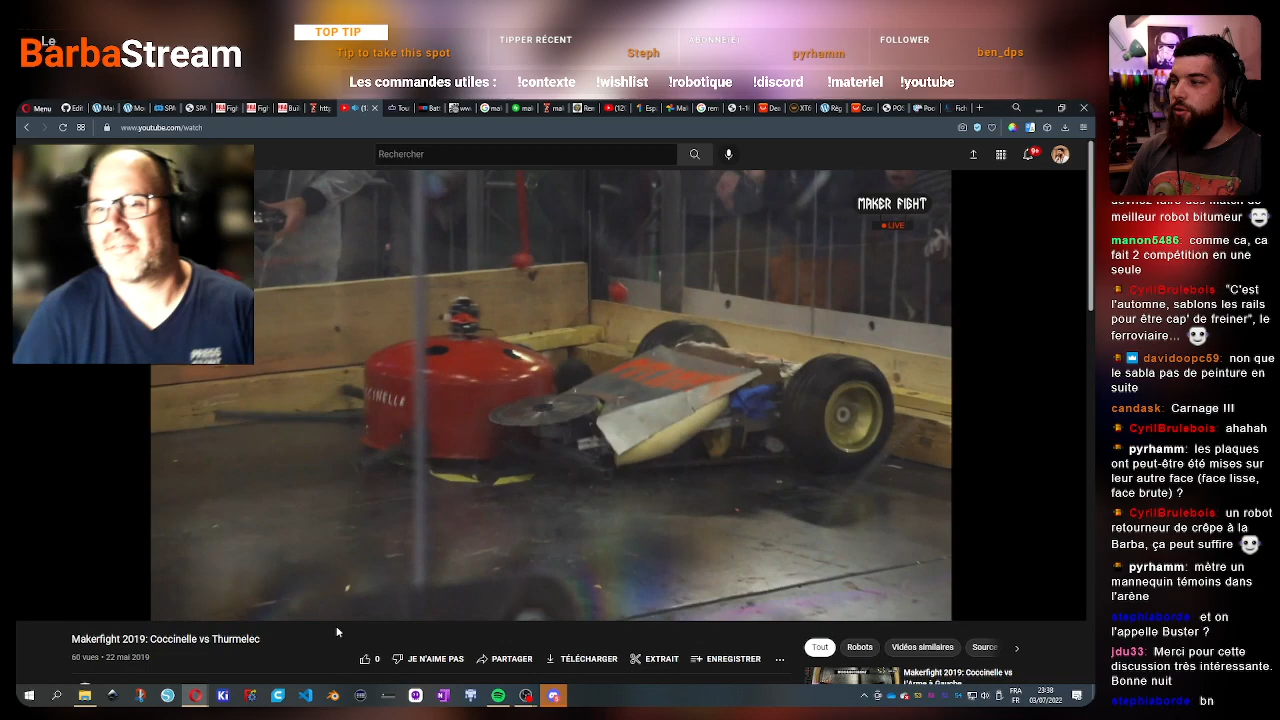 Le
BarbaStream
TOP TIP
Tip to take this spot
TIPPER RÉCENT
Steph
ABONNÉ(E)
pyrhamm
FOLLOWER
ben_dps
Les commandes utiles : !contexte !wishlist !robotique !discord !materiel !youtube
Menu
www.youtube.com/watch
Rechercher
9+
MAKER FIGHT
LIVE
Makerfight 2019: Coccinelle vs Thurmelec
60 vues • 22 mai 2019
0 JE N'AIME PAS PARTAGER TÉLÉCHARGER EXTRAIT ENREGISTRER ...
Tout Robots Vidéos similaires Source
Makerfight 2019: Coccinelle vs
l'Arme à Gauche
FRA
FR
23:38
03/07/2022
meilleur robot bitumeur
manon5486: comme ca, ca
fait 2 compétition en une
seule
CyrilBrulebois "C'est
l'automne, sablons les rails
pour être cap' de freiner", le
ferroviaire...
davidoopc59: non que
le sabla pas de peinture en
suite
candask: Carnage III
CyrilBrulebois ahahah
pyrhamm: les plaques
ont peut-être été mises sur
leur autre face (face lisse,
face brute) ?
CyrilBrulebois un robot
retourneur de crêpe à la
Barba, ça peut suffire
pyrhamm: mètre un
mannequin témoins dans
l'arène
stephlaborde: et on
l'appelle Buster ?
jdu33: Merci pour cette
discussion très intéressante.
Bonne nuit
stephlaborde: bn